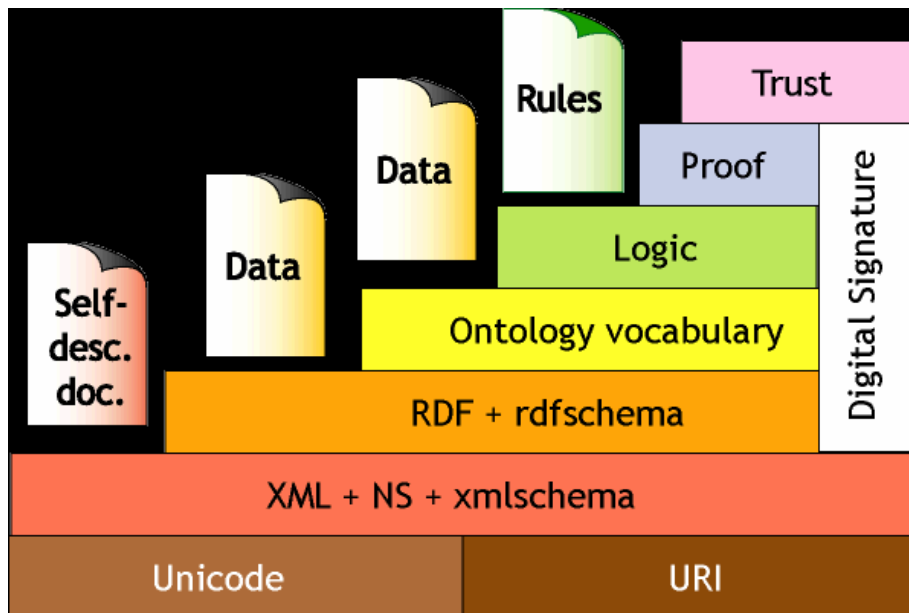 Rules
Trust
Data
Proof
Data
Logic
Self-
desc.
doc.
Ontology vocabulary
Digital Signature
RDF + rdfschema
XML + NS + xmlschema
Unicode
URI